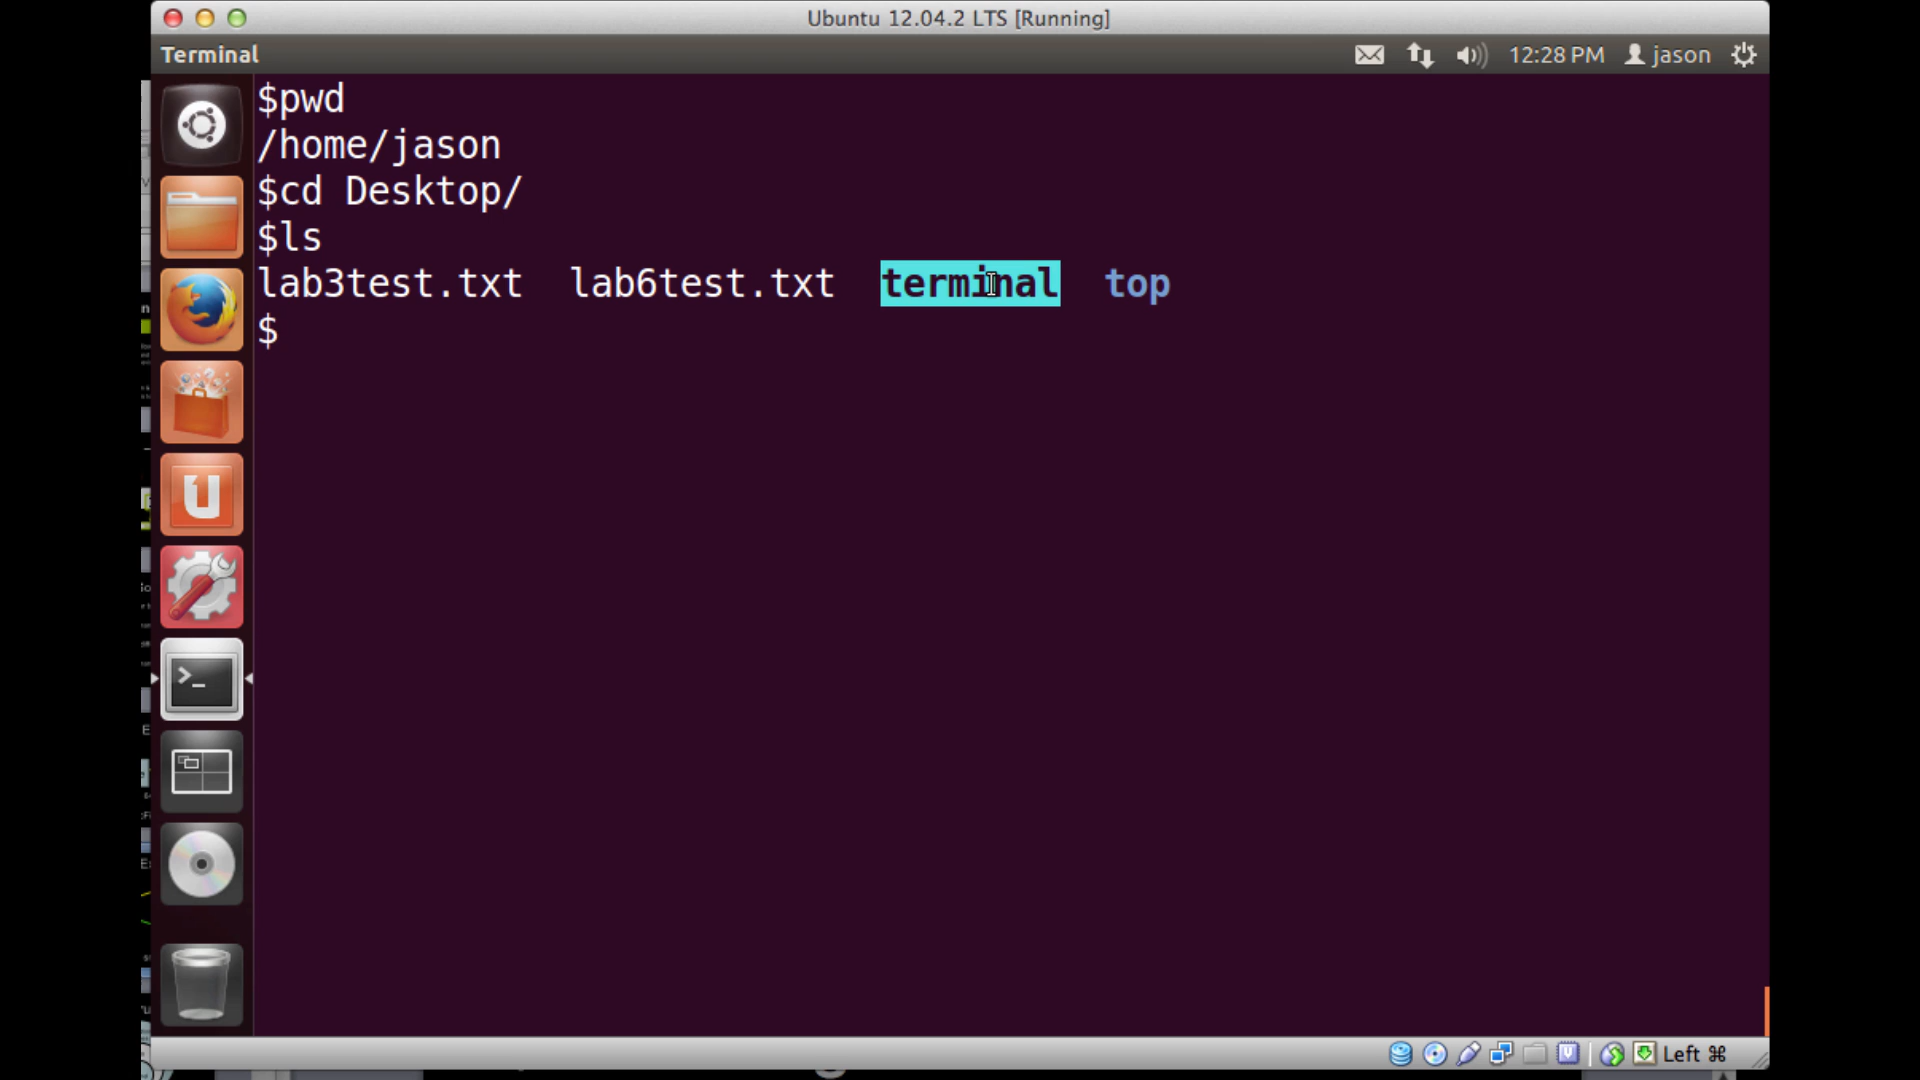 Ubuntu 12.04.2 LTS [Running]
Terminal
12:28 PM jason
$pwd
/home/jason
$cd Desktop/
$ls
lab3test.txt lab6test.txt terminal top
$
Left ⌘